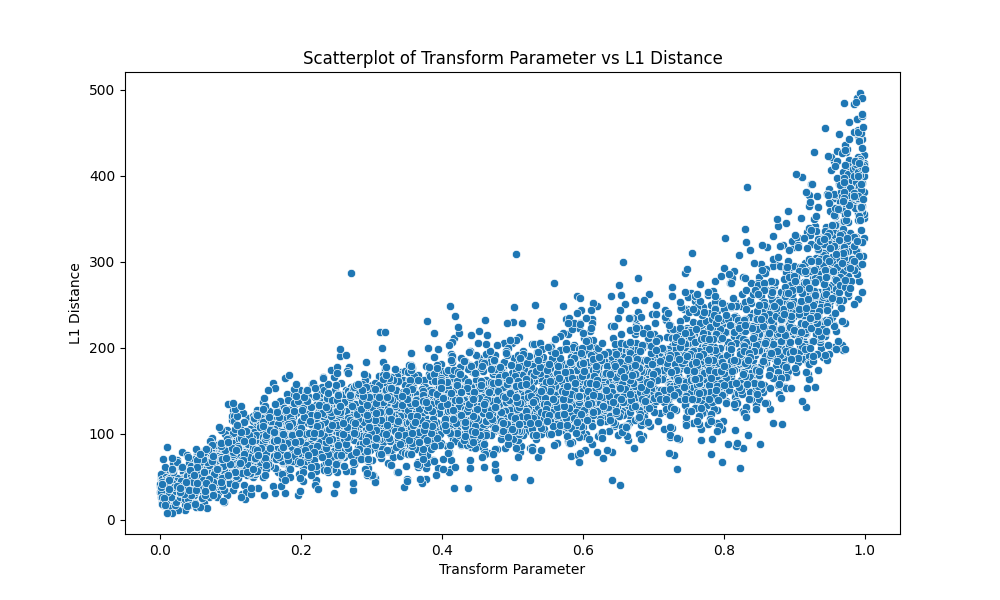 Scatterplot of Transform Parameter vs L1 Distance
500
400
300
200
100
0
L1 Distance
0.0 0.2 0.4 0.6 0.8 1.0
Transform Parameter